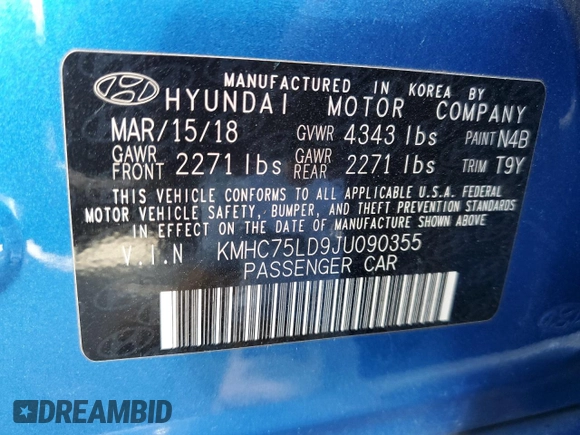 MANUFACTURED IN KOREA BY
HYUNDAI MOTOR COMPANY
MAR/15/18 GVWR 4343 lbs PAINT N4B
GAWR FRONT 2271 lbs GAWR REAR 2271 lbs TRIM T9Y
THIS VEHICLE CONFORMS TO ALL APPLICABLE U.S.A. FEDERAL
MOTOR VEHICLE SAFETY, BUMPER, AND THEFT PREVENTION STANDARDS
IN EFFECT ON THE DATE OF MANUFACTURE SHOWN ABOVE
V.I.N KMHC75LD9JU090355
PASSENGER CAR
DREAMBID